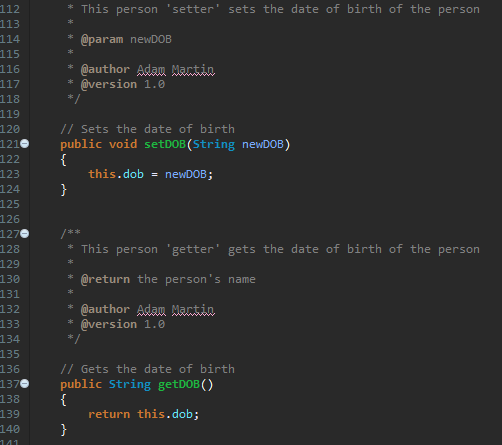 112 * This person 'setter' sets the date of birth of the person
113 *
114 * @param newDOB
115 *
116 * @author Adam Martin
117 * @version 1.0
118 */
119
120 // Sets the date of birth
121 public void setDOB(String newDOB)
122 {
123 this.dob = newDOB;
124 }
125
126
127 /**
128 * This person 'getter' gets the date of birth of the person
129 *
130 * @return the person's name
131 *
132 * @author Adam Martin
133 * @version 1.0
134 */
135
136 // Gets the date of birth
137 public String getDOB()
138 {
139 return this.dob;
140 }
141